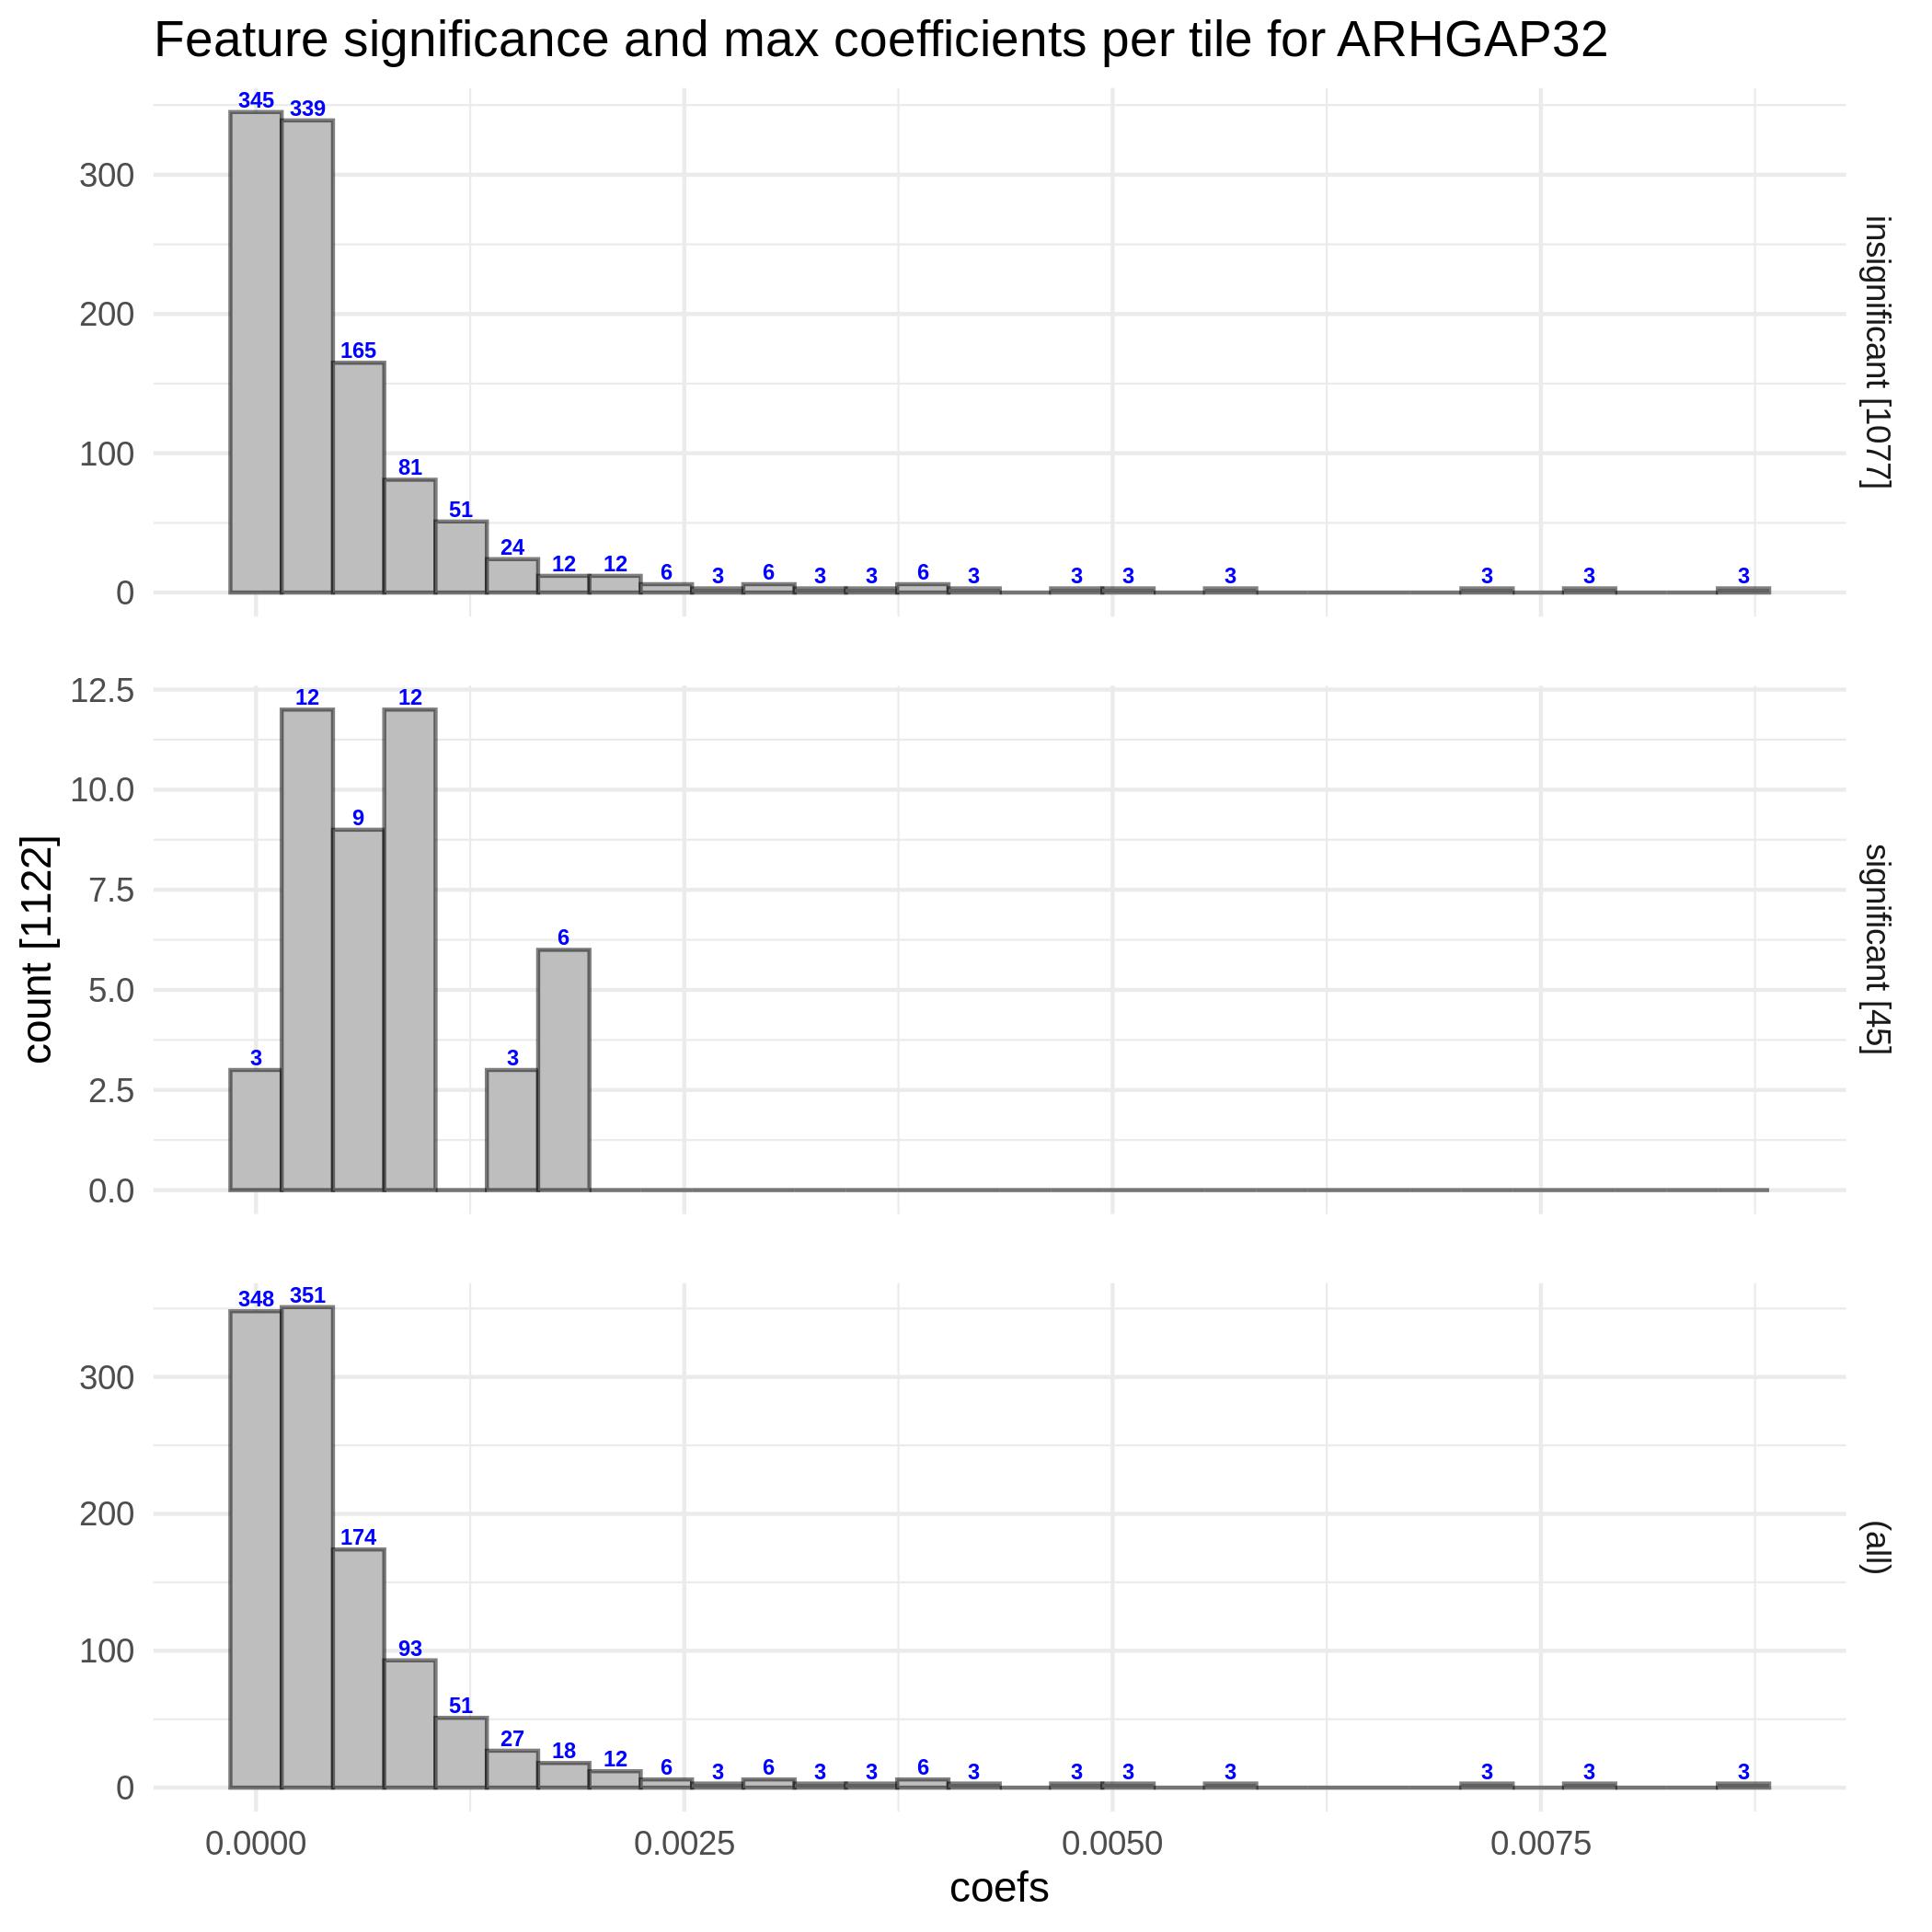 Feature significance and max coefficients per tile for ARHGAP32
345 339 165 81 51 24 12 12 6 3 6 3 3 6 3 3 3 3 3 3 3
300
200
100
0
insignificant [1077]
12 9 12 3 3 6
12.5
10.0
7.5
5.0
2.5
0.0
significant [45]
count [1122]
348 351 174 93 51 27 18 12 6 3 6 3 3 6 3 3 3 3 3 3 3
300
200
100
0
(all)
0.0000 0.0025 0.0050 0.0075
coefs